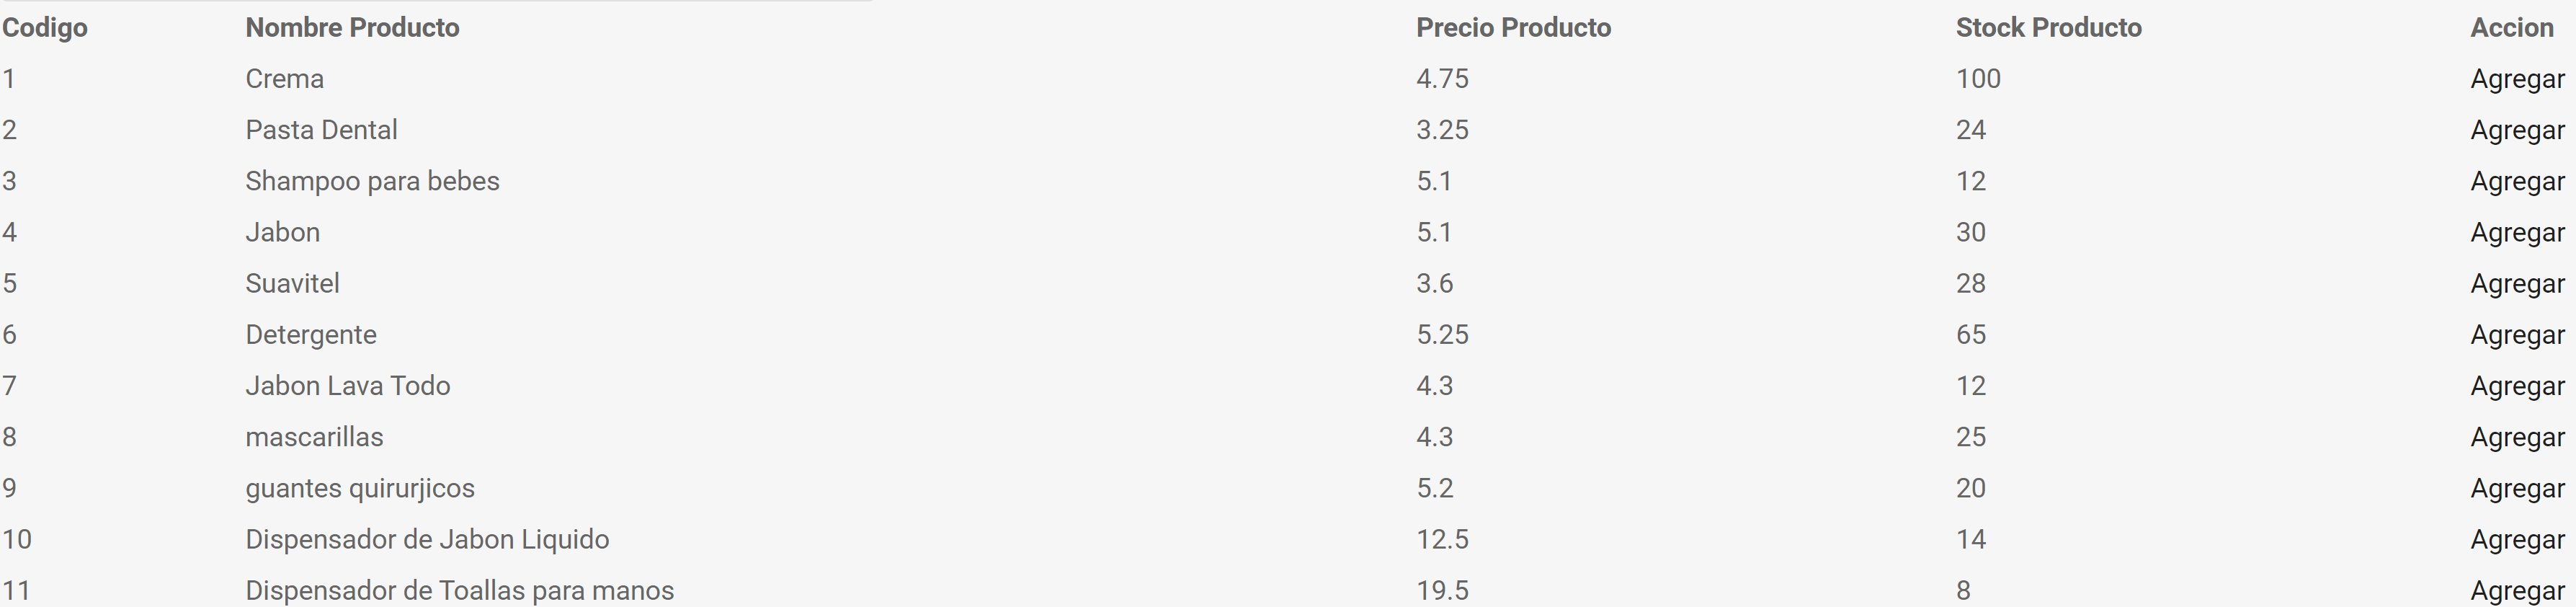 Codigo Nombre Producto Precio Producto Stock Producto Accion
1 Crema 4.75 100 Agregar
2 Pasta Dental 3.25 24 Agregar
3 Shampoo para bebes 5.1 12 Agregar
4 Jabon 5.1 30 Agregar
5 Suavitel 3.6 28 Agregar
6 Detergente 5.25 65 Agregar
7 Jabon Lava Todo 4.3 12 Agregar
8 mascarillas 4.3 25 Agregar
9 guantes quirurjicos 5.2 20 Agregar
10 Dispensador de Jabon Liquido 12.5 14 Agregar
11 Dispensador de Toallas para manos 19.5 8 Agregar